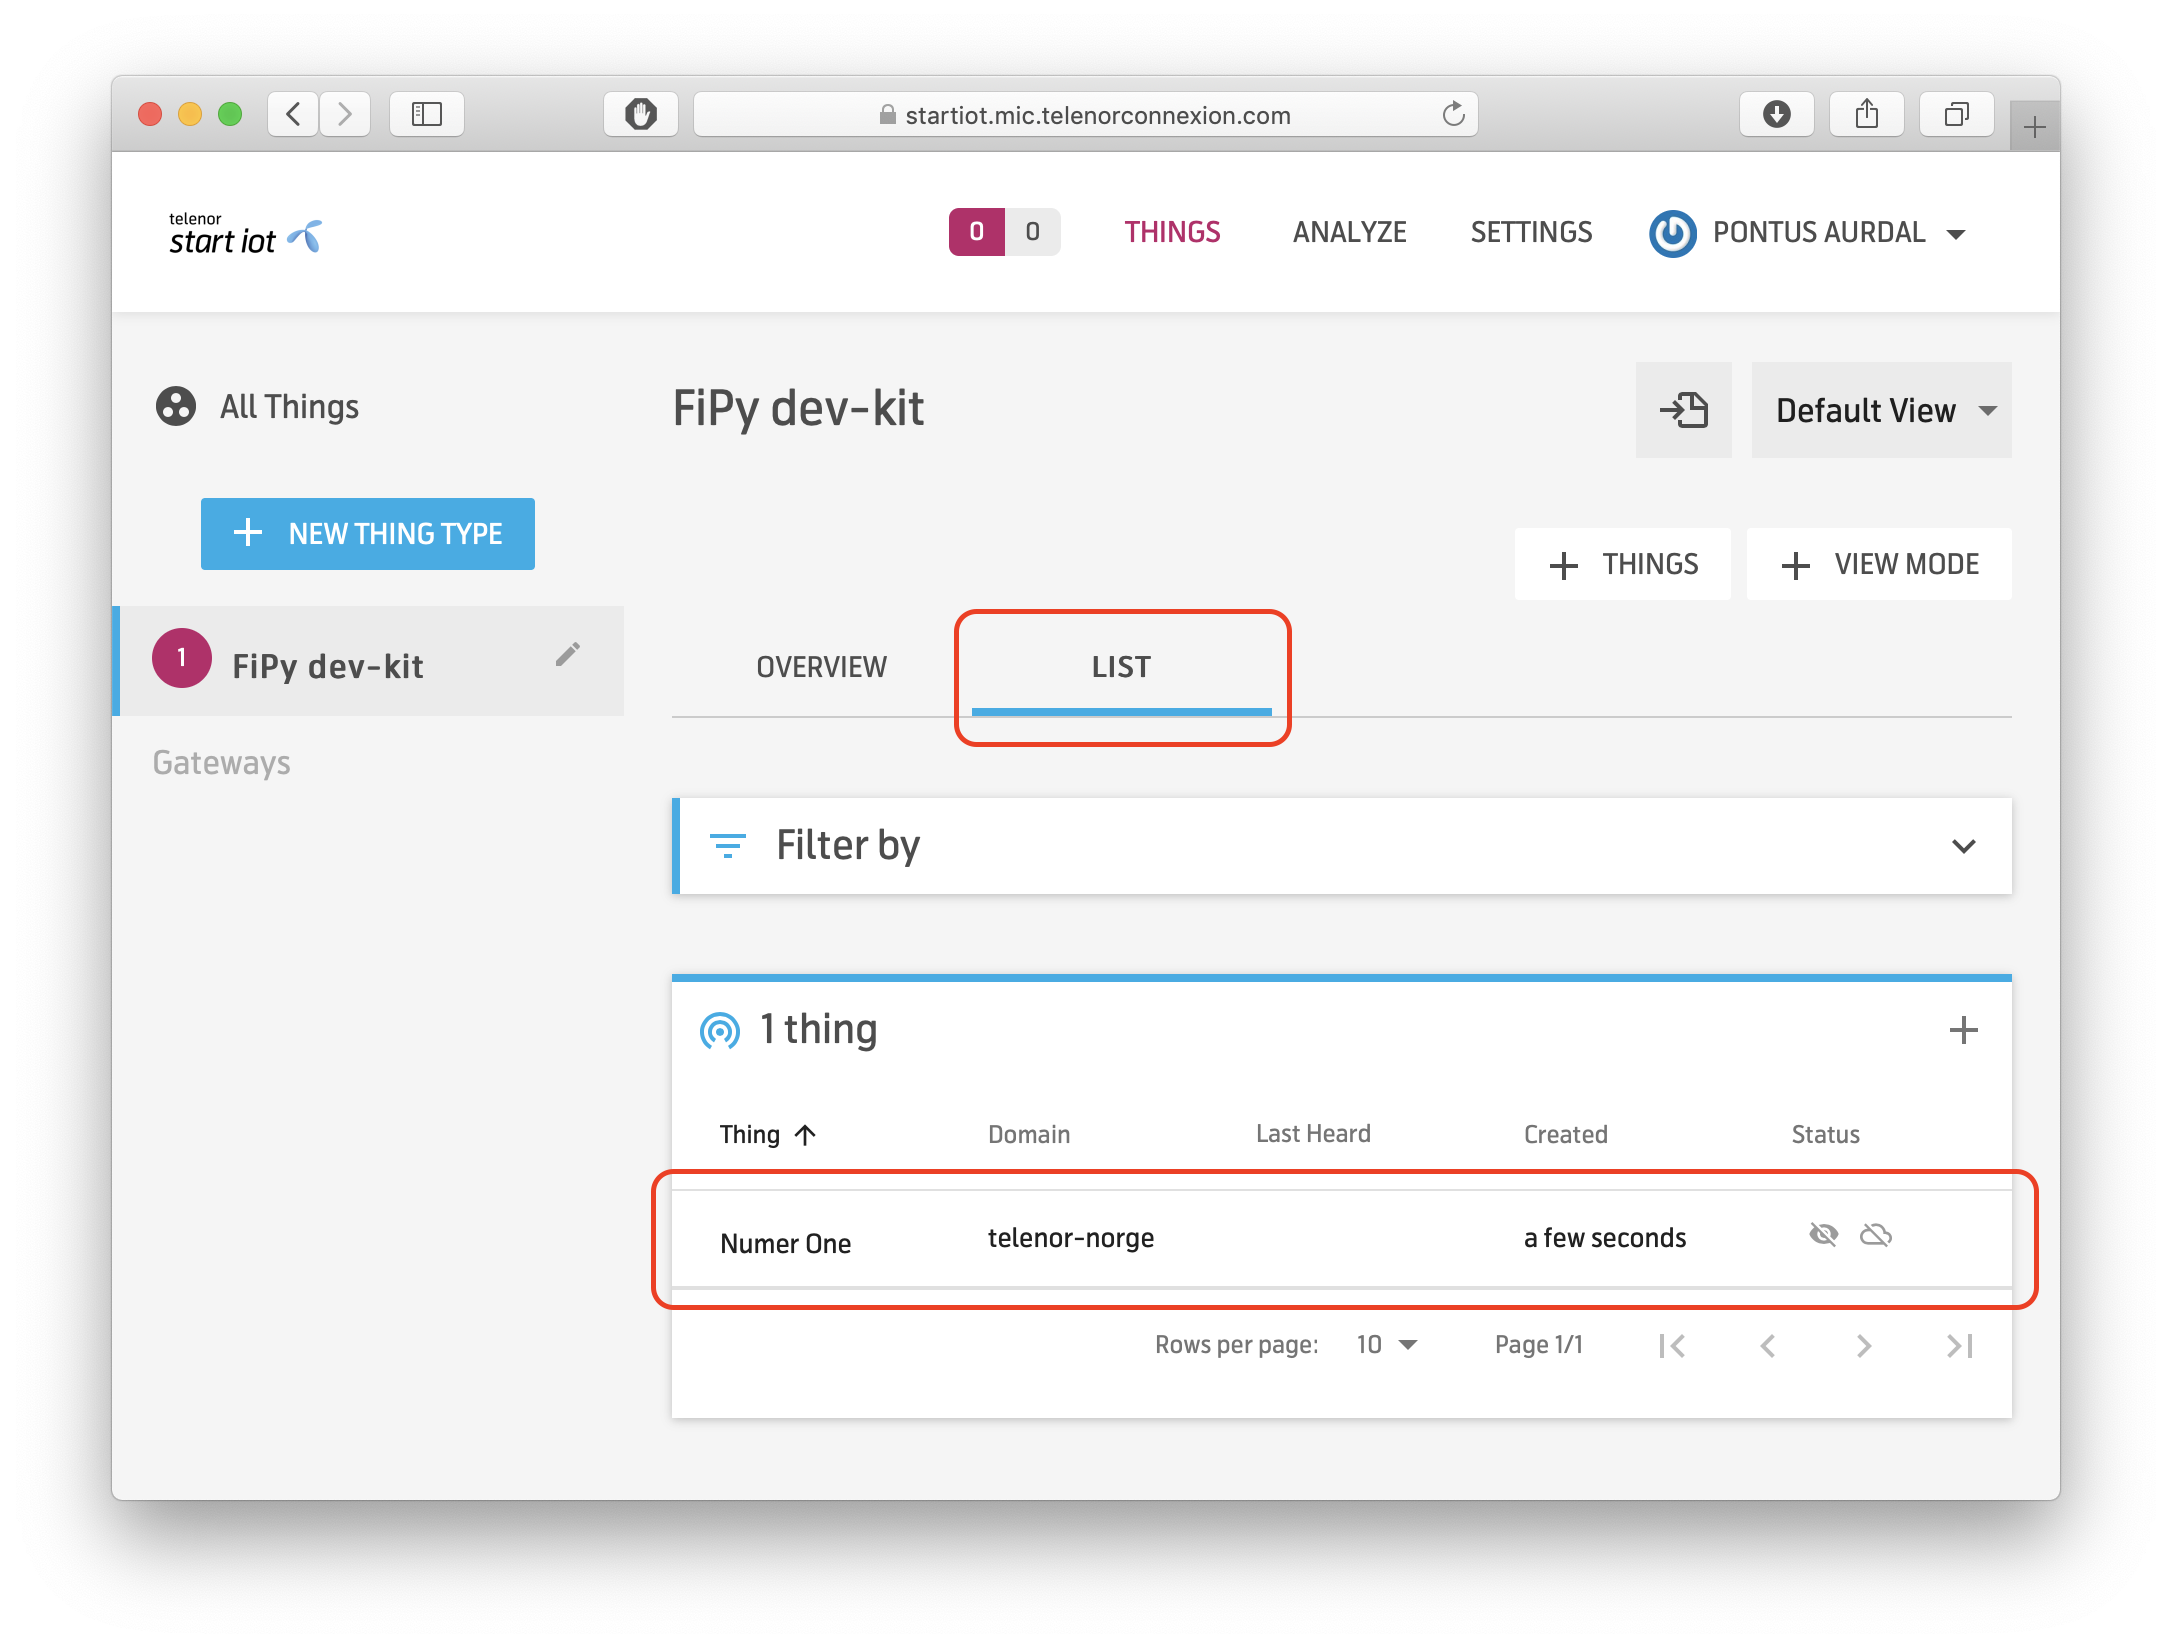 startiot.mic.telenorconnexion.com
telenor
start iot
0 0 THINGS ANALYZE SETTINGS PONTUS AURDAL
All Things
FiPy dev-kit
Default View
NEW THING TYPE
THINGS
VIEW MODE
1 FiPy dev-kit
OVERVIEW LIST
Gateways
Filter by
1 thing
Thing Domain Last Heard Created Status
Numer One telenor-norge a few seconds
Rows per page: 10 Page 1/1